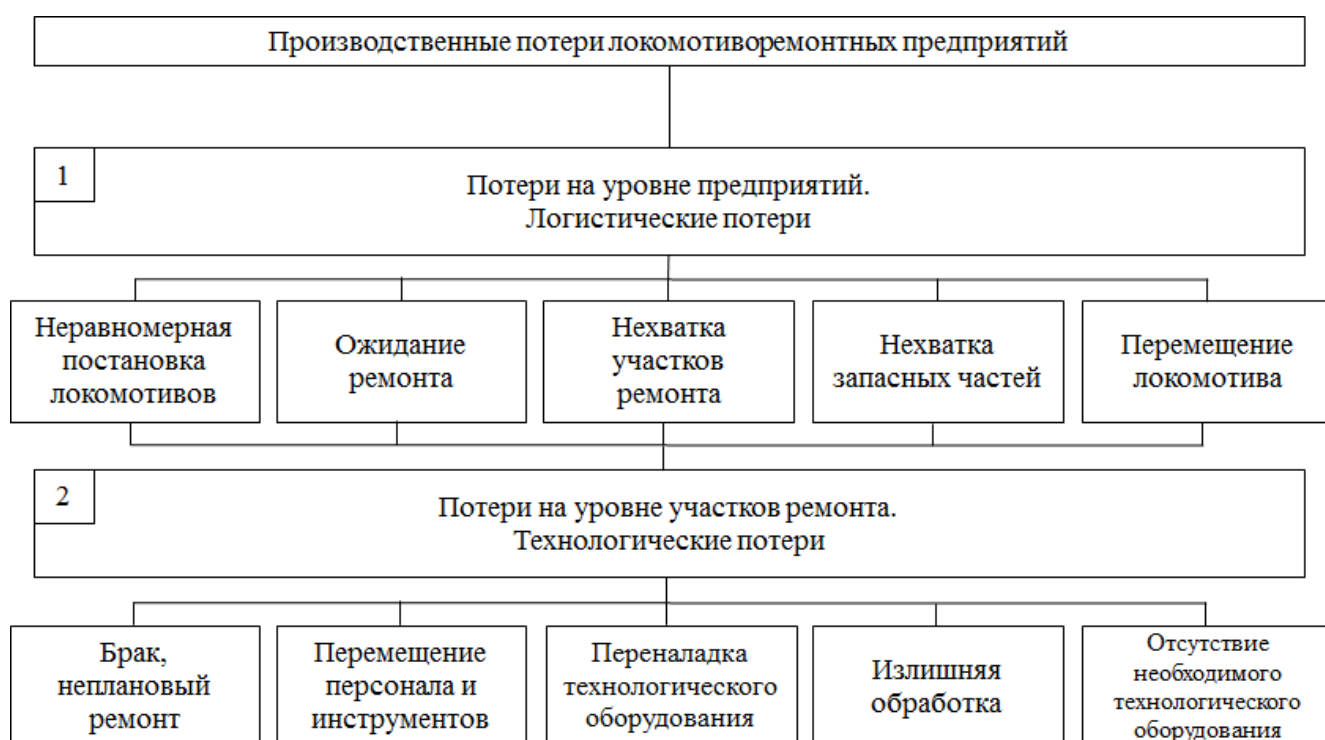 Производственные потери локомотиворемонтных предприятий
1
Потери на уровне предприятий.
Логистические потери
Неравномерная
постановка
локомотивов
Ожидание
ремонта
Нехватка
участков
ремонта
Нехватка
запасных частей
Перемещение
локомотива
2
Потери на уровне участков ремонта.
Технологические потери
Брак,
неплановый
ремонт
Перемещение
персонала и
инструментов
Переналадка
технологического
оборудования
Излишняя
обработка
Отсутствие
необходимого
технологического
оборудования